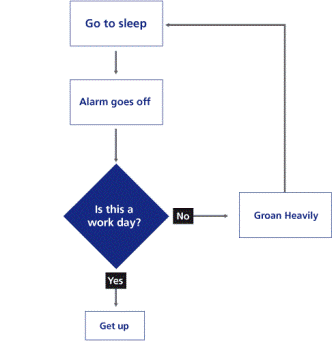 Go to sleep
Alarm goes off
Is this a
work day?
No
Groan Heavily
Yes
Get up